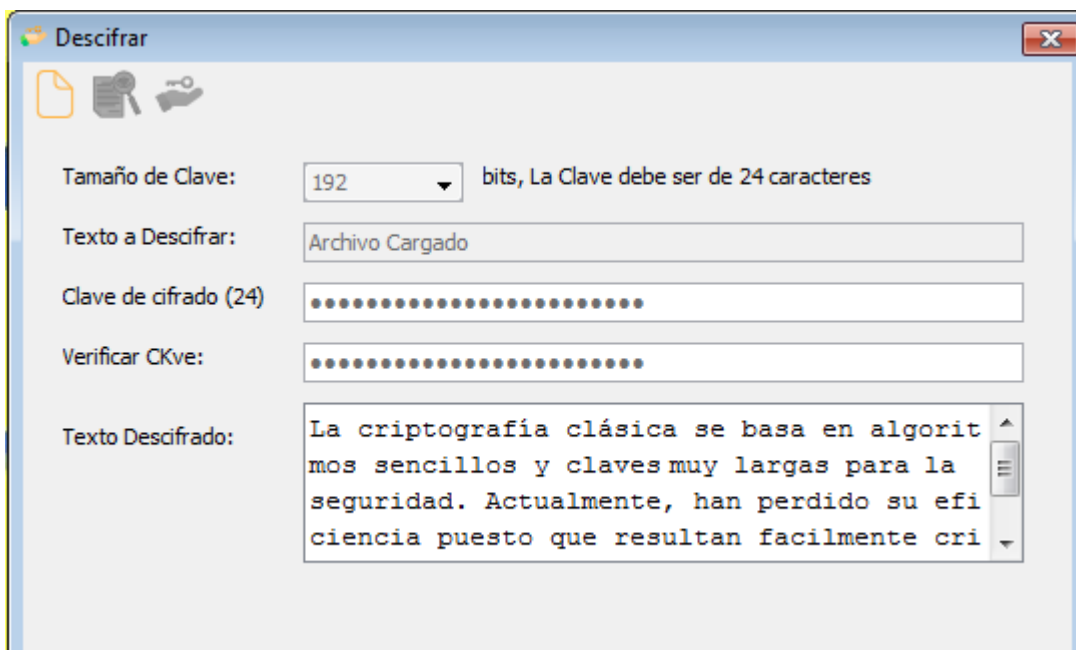 Descifrar
Tamaño de Clave: 192 bits, La Clave debe ser de 24 caracteres
Texto a Descifrar: Archivo Cargado
Clave de cifrado (24) ••••••••••••••••••••••••
Verificar CKve: ••••••••••••••••••••••••
Texto Descifrado:
La criptografía clásica se basa en algorit
mos sencillos y claves muy largas para la
seguridad. Actualmente, han perdido su efi
ciencia puesto que resultan facilmente cri